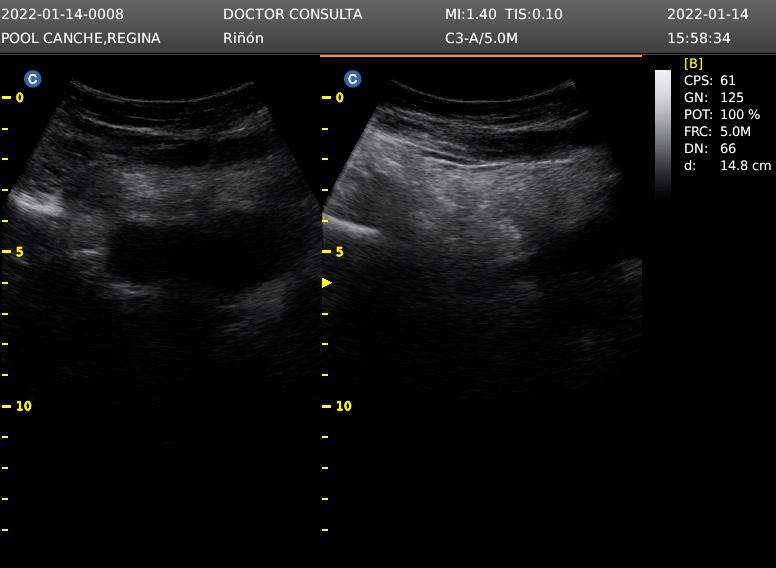 2022-01-14-0008 DOCTOR CONSULTA MI:1.40 TIS:0.10 2022-01-14
POOL CANCHE,REGINA Riñón C3-A/5.0M 15:58:34
C C
[B]
0 0
CPS: 61
GN: 125
POT: 100 %
FRC: 5.0M
DN: 66
d: 14.8 cm
5 5
10 10